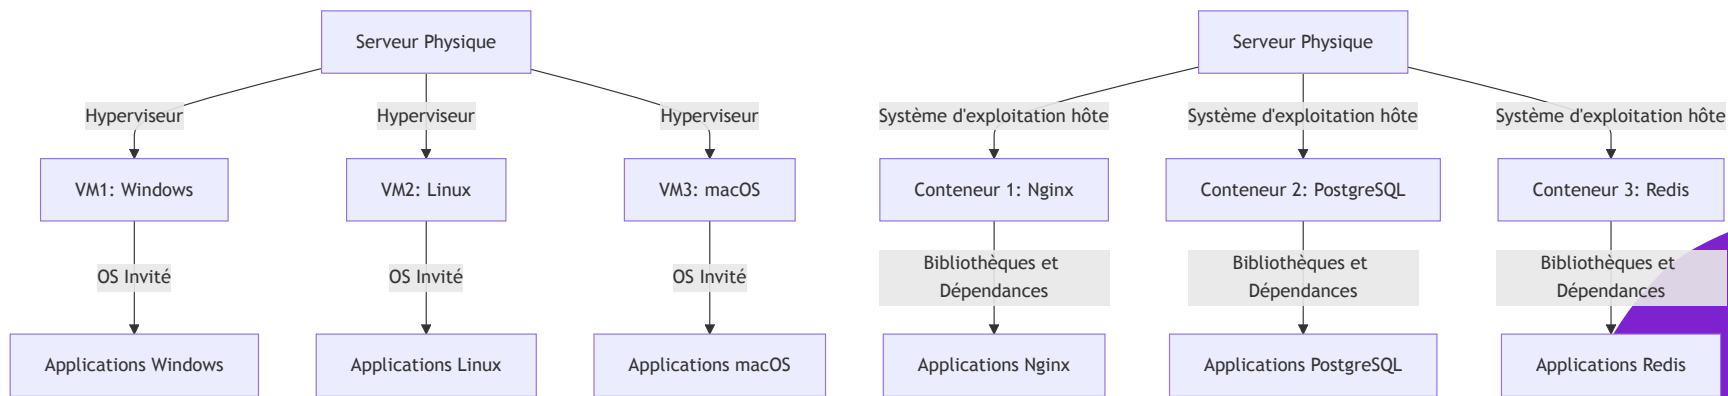 Serveur Physique
Serveur Physique
Hyperviseur
Hyperviseur
Hyperviseur
Système d'exploitation hôte
Système d'exploitation hôte
Système d'exploitation hôte
VM1: Windows
VM2: Linux
VM3: macOS
Conteneur 1: Nginx
Conteneur 2: PostgreSQL
Conteneur 3: Redis
OS Invité
OS Invité
OS Invité
Bibliothèques et
Dépendances
Bibliothèques et
Dépendances
Bibliothèques et
Dépendances
Applications Windows
Applications Linux
Applications macOS
Applications Nginx
Applications PostgreSQL
Applications Redis